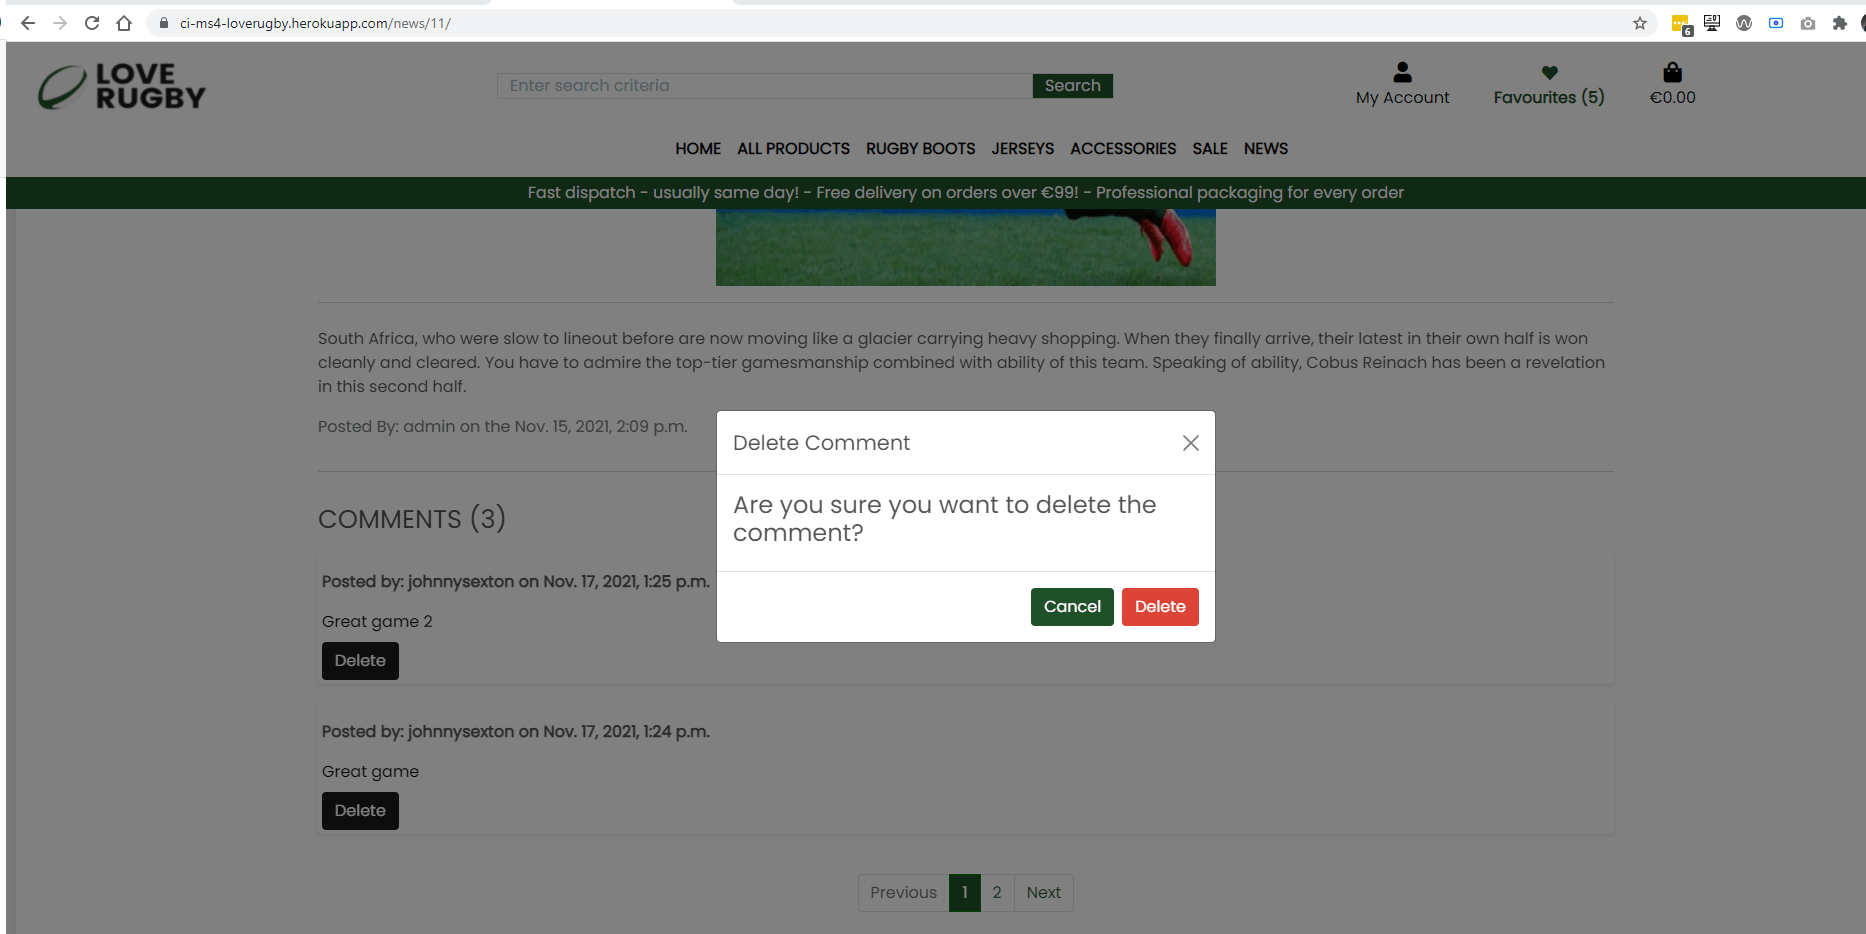 ci-ms4-loverugby.herokuapp.com/news/11/
6
LOVE
RUGBY
Enter search criteria
Search
My Account
Favourites (5)
€0.00
HOME ALL PRODUCTS RUGBY BOOTS JERSEYS ACCESSORIES SALE NEWS
Fast dispatch - usually same day! - Free delivery on orders over €99! - Professional packaging for every order
South Africa, who were slow to lineout before are now moving like a glacier carrying heavy shopping. When they finally arrive, their latest in their own half is won
cleanly and cleared. You have to admire the top-tier gamesmanship combined with ability of this team. Speaking of ability, Cobus Reinach has been a revelation
in this second half.
Posted By: admin on the Nov. 15, 2021, 2:09 p.m.
Delete Comment
Are you sure you want to delete the
comment?
Cancel
Delete
COMMENTS (3)
Posted by: johnnysexton on Nov. 17, 2021, 1:25 p.m.
Great game 2
Delete
Posted by: johnnysexton on Nov. 17, 2021, 1:24 p.m.
Great game
Delete
Previous 1 2 Next